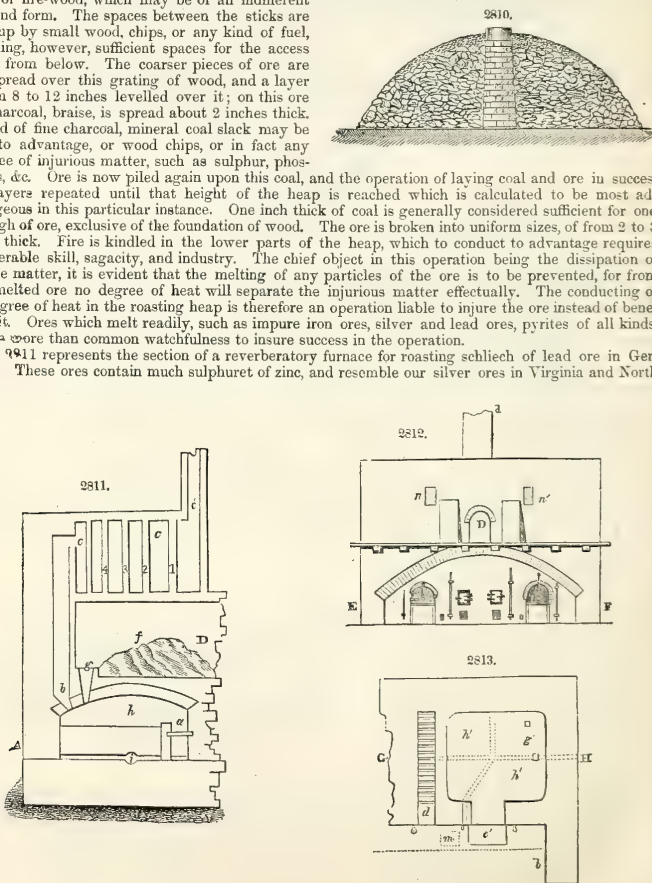 of fire-wood, which may be of an indifferent
nd form. The spaces between the sticks are
up by small wood, chips, or any kind of fuel,
ing, however, sufficient spaces for the access
from below. The coarser pieces of ore are
pread over this grating of wood, and a layer
8 to 12 inches levelled over it; on this ore
harcoal, braise, is spread about 2 inches thick.
d of fine charcoal, mineral coal slack may be
to advantage, or wood chips, or in fact any
ee of injurious matter, such as sulphur, phos-
, &c. Ore is now piled again upon this coal, and the operation of laying coal and ore in succes
ayers repeated until that height of the heap is reached which is calculated to be most ad
geous in this particular instance. One inch thick of coal is generally considered sufficient for one
gh of ore, exclusive of the foundation of wood. The ore is broken into uniform sizes, of from 2 to 3
thick. Fire is kindled in the lower parts of the heap, which to conduct to advantage require
erable skill, sagacity, and industry. The chief object in this operation being the dissipation o
e matter, it is evident that the melting of any particles of the ore is to be prevented, for from
melted ore no degree of heat will separate the injurious matter effectually. The conducting o
gree of heat in the roasting heap is therefore an operation liable to injure the ore instead of bene
t. Ores which melt readily, such as impure iron ores, silver and lead ores, pyrites of all kinds
a more than common watchfulness to insure success in the operation.
2811 represents the section of a reverberatory furnace for roasting schliech of lead ore in Ger
These ores contain much sulphuret of zinc, and resemble our silver ores in Virginia and North
2810.
2811.
c'
c 4 3 2 c 1
f D
g
b
h a
A
i
2812.
d
n D n'
E F
2813.
h' g'
G H
h'
d
m c'
b